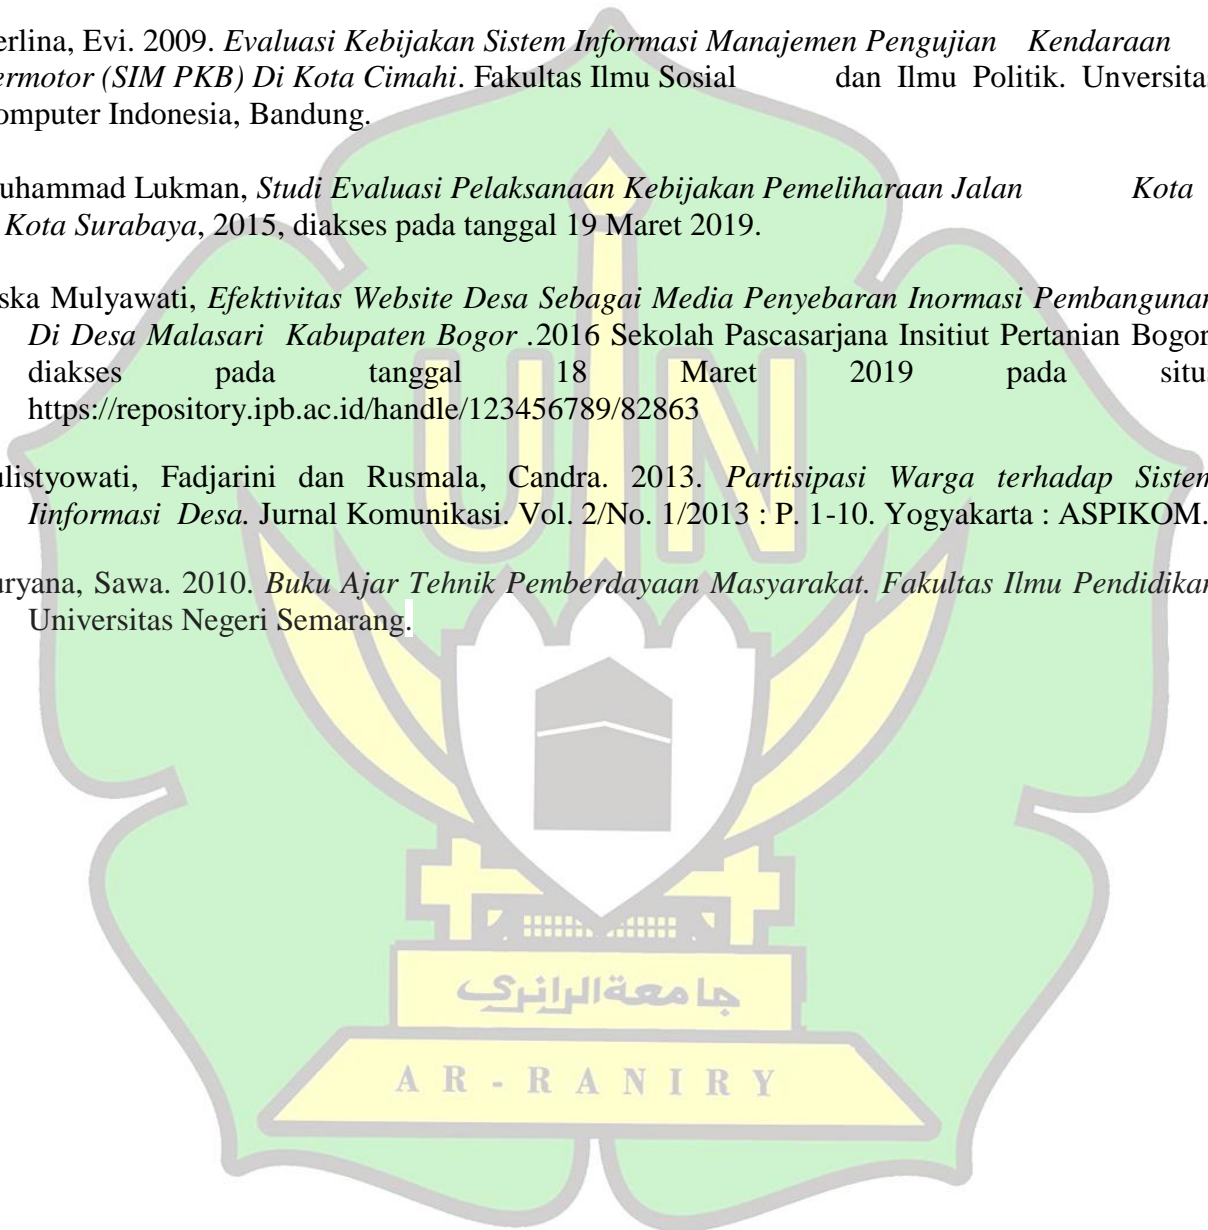 erlina, Evi. 2009. Evaluasi Kebijakan Sistem Informasi Manajemen Pengujian Kendaraan
ermotor (SIM PKB) Di Kota Cimahi. Fakultas Ilmu Sosial dan Ilmu Politik. Unversitas
omputer Indonesia, Bandung.
uhammad Lukman, Studi Evaluasi Pelaksanaan Kebijakan Pemeliharaan Jalan Kota
Kota Surabaya, 2015, diakses pada tanggal 19 Maret 2019.
ska Mulyawati, Efektivitas Website Desa Sebagai Media Penyebaran Inormasi Pembangunan
Di Desa Malasari Kabupaten Bogor .2016 Sekolah Pascasarjana Insitiut Pertanian Bogor
diakses pada tanggal 18 Maret 2019 pada situs
https://repository.ipb.ac.id/handle/123456789/82863
ulistyowati, Fadjarini dan Rusmala, Candra. 2013. Partisipasi Warga terhadap Sistem
Iinformasi Desa. Jurnal Komunikasi. Vol. 2/No. 1/2013 : P. 1-10. Yogyakarta : ASPIKOM.
uryana, Sawa. 2010. Buku Ajar Tehnik Pemberdayaan Masyarakat. Fakultas Ilmu Pendidikan
Universitas Negeri Semarang.
UIN
جامعةالرانري
AR-RANIRY